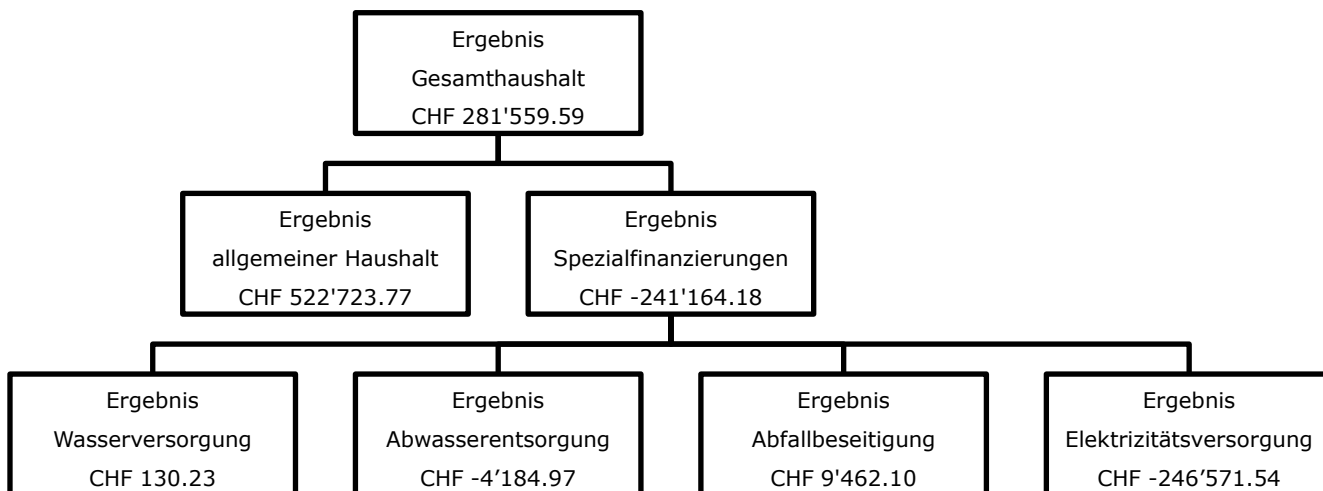 Ergebnis
Gesamthaushalt
CHF 281'559.59
Ergebnis
allgemeiner Haushalt
CHF 522'723.77
Ergebnis
Spezialfinanzierungen
CHF -241'164.18
Ergebnis
Wasserversorgung
CHF 130.23
Ergebnis
Abwasserentsorgung
CHF -4’184.97
Ergebnis
Abfallbeseitigung
CHF 9'462.10
Ergebnis
Elektrizitätsversorgung
CHF -246’571.54